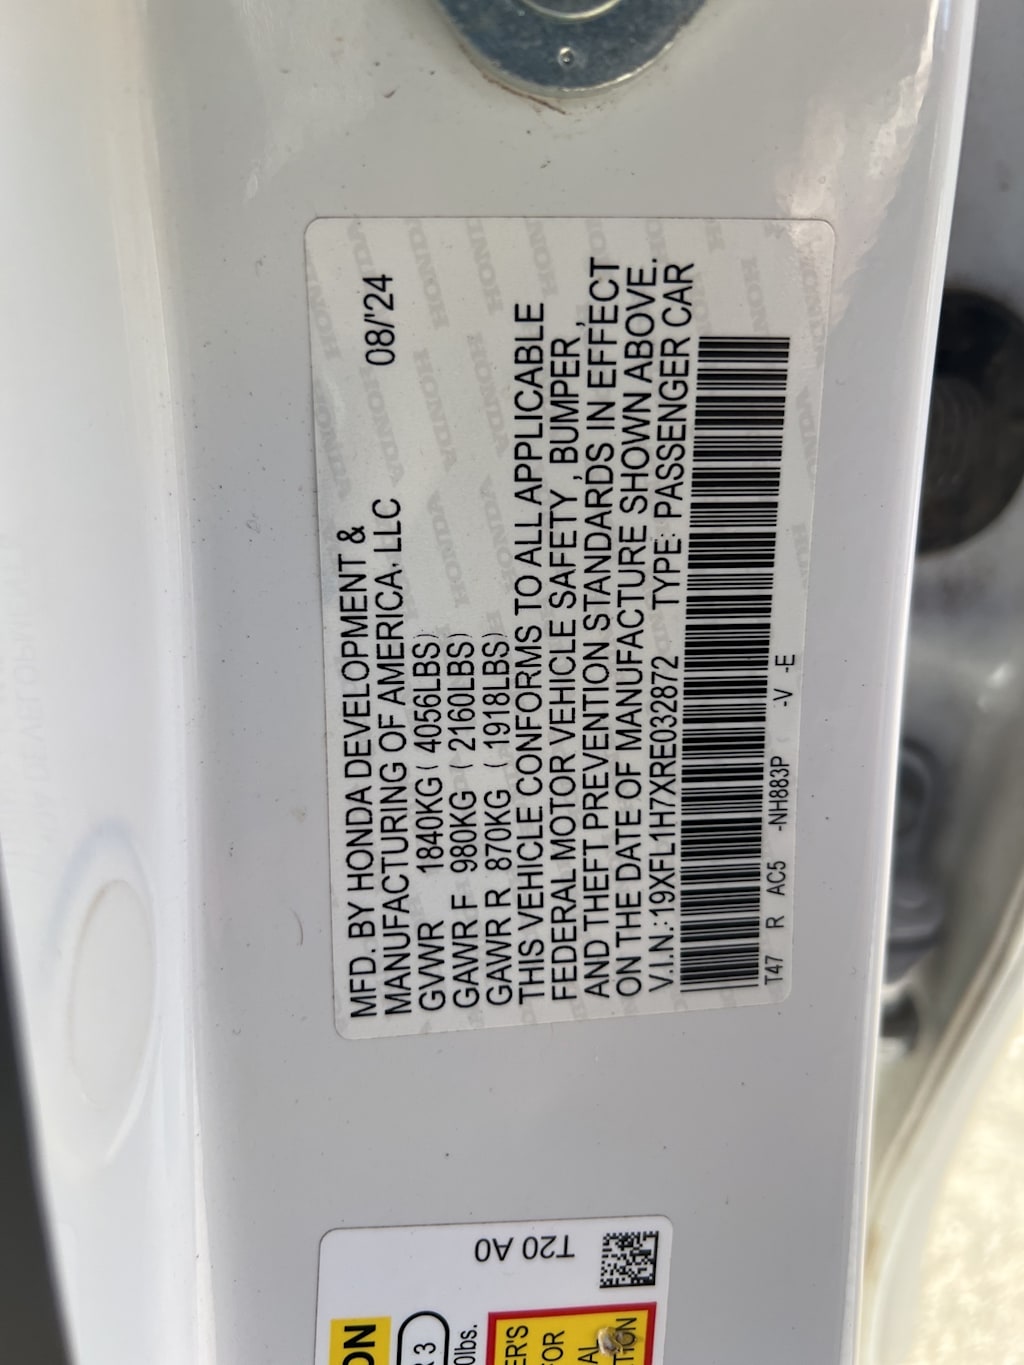 MFD. BY HONDA DEVELOPMENT &
MANUFACTURING OF AMERICA, LLC 08/'24
GVWR 1840KG ( 4056LBS)
GAWR F 980KG ( 2160LBS)
GAWR R 870KG ( 1918LBS)
THIS VEHICLE CONFORMS TO ALL APPLICABLE
FEDERAL MOTOR VEHICLE SAFETY , BUMPER,
AND THEFT PREVENTION STANDARDS IN EFFECT
ON THE DATE OF MANUFACTURE SHOWN ABOVE.
V.I.N.:19XFL1H7XRE032872 TYPE: PASSENGER CAR
T47 R AC5 -NH883P -V -E
T20 A0